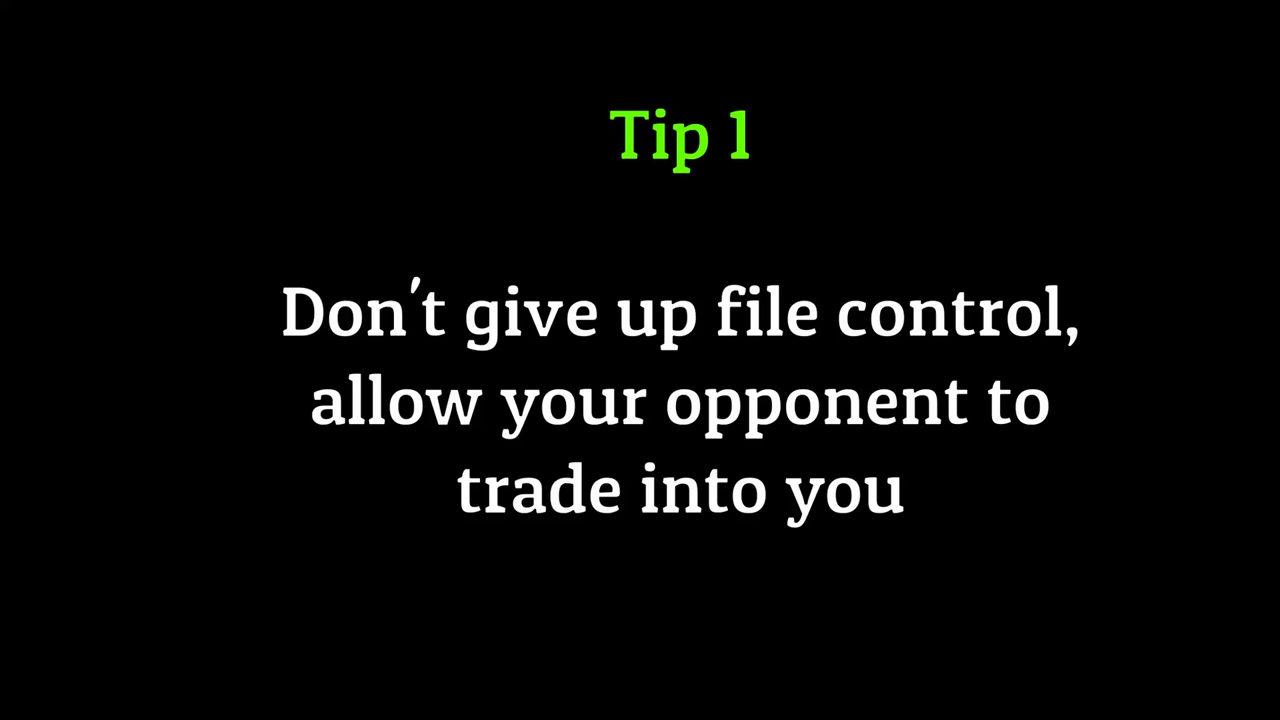 Tip 1
Don't give up file control,
allow your opponent to
trade into you